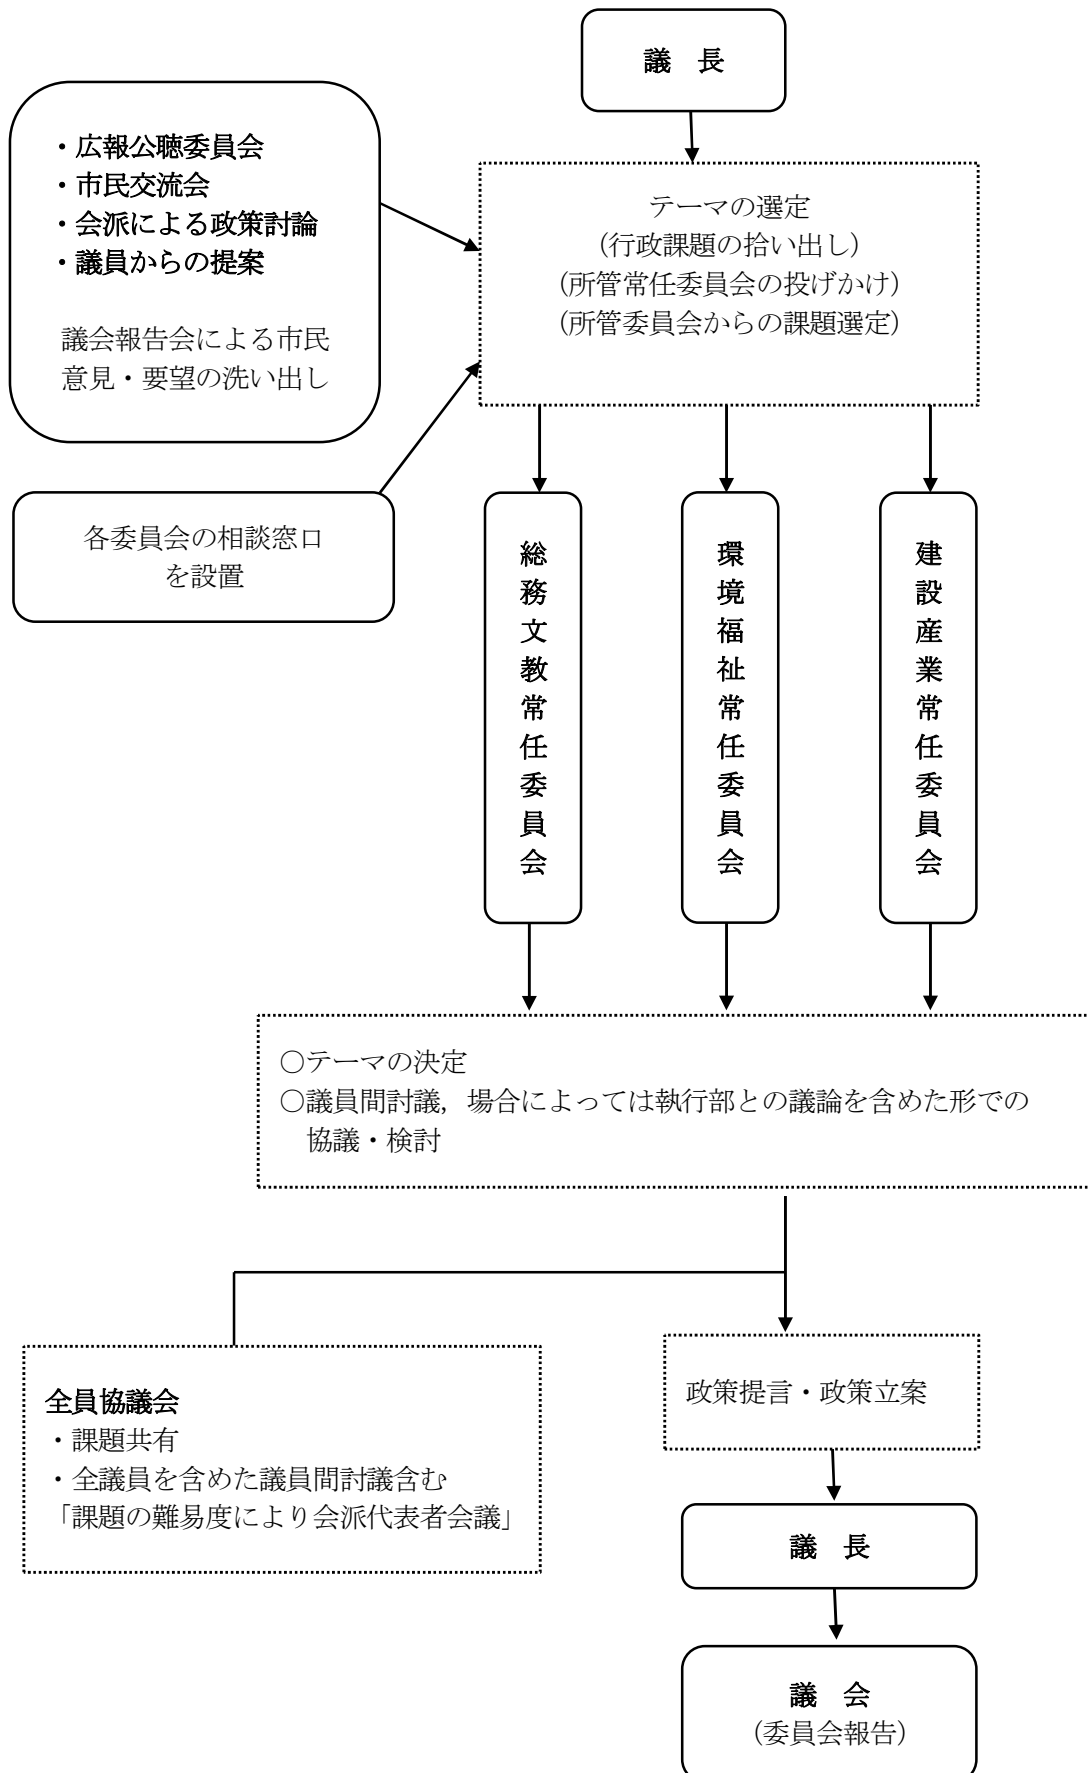 議　長
・広報公聴委員会
・市民交流会
・会派による政策討論
・議員からの提案
議会報告会による市民
意見・要望の洗い出し
テーマの選定
（行政課題の拾い出し）
（所管常任委員会の投げかけ）
（所管委員会からの課題選定）
各委員会の相談窓口
を設置
総務文教常任委員会
環境福祉常任委員会
建設産業常任委員会
○テーマの決定
○議員間討議，場合によっては執行部との議論を含めた形での
協議・検討
全員協議会
・課題共有
・全議員を含めた議員間討議含む
「課題の難易度により会派代表者会議」
政策提言・政策立案
議　長
議　会
（委員会報告）